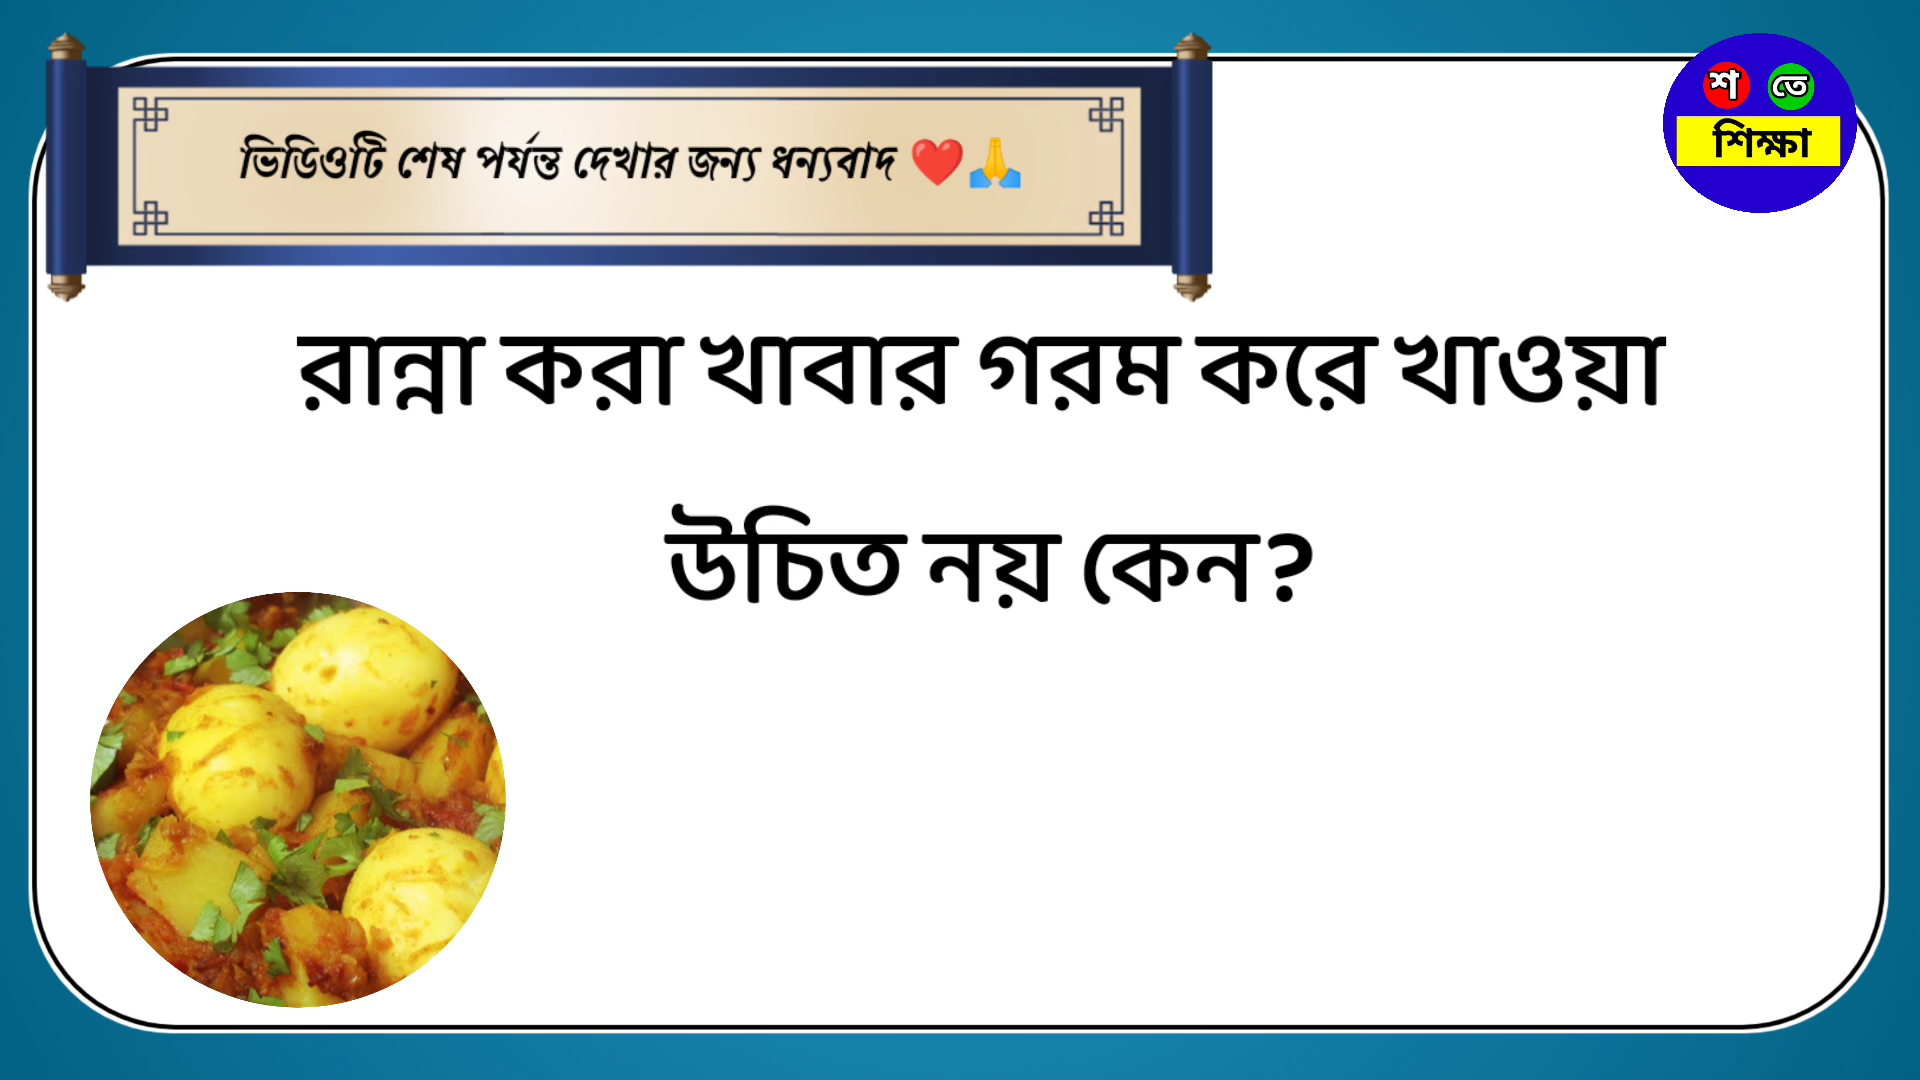 ভিডিওটি শেষ পর্যন্ত দেখার জন্য ধন্যবাদ ❤️🙏
শ তে
শিক্ষা
রান্না করা খাবার গরম করে খাওয়া
উচিত নয় কেন?